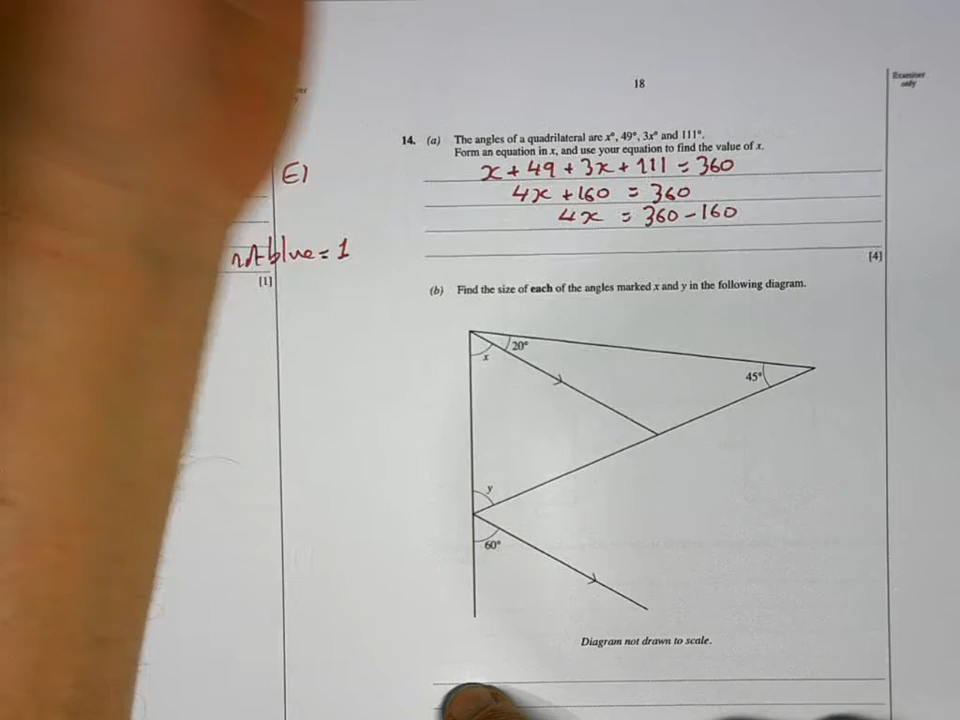 18
Examiner
only
E1
not blue = 1
[1]
14. (a) The angles of a quadrilateral are x°, 49°, 3x° and 111°.
Form an equation in x, and use your equation to find the value of x.
x + 49 + 3x + 111 = 360
4x + 160 = 360
4x = 360 - 160
[4]
(b) Find the size of each of the angles marked x and y in the following diagram.
20°
x
45°
y
60°
Diagram not drawn to scale.